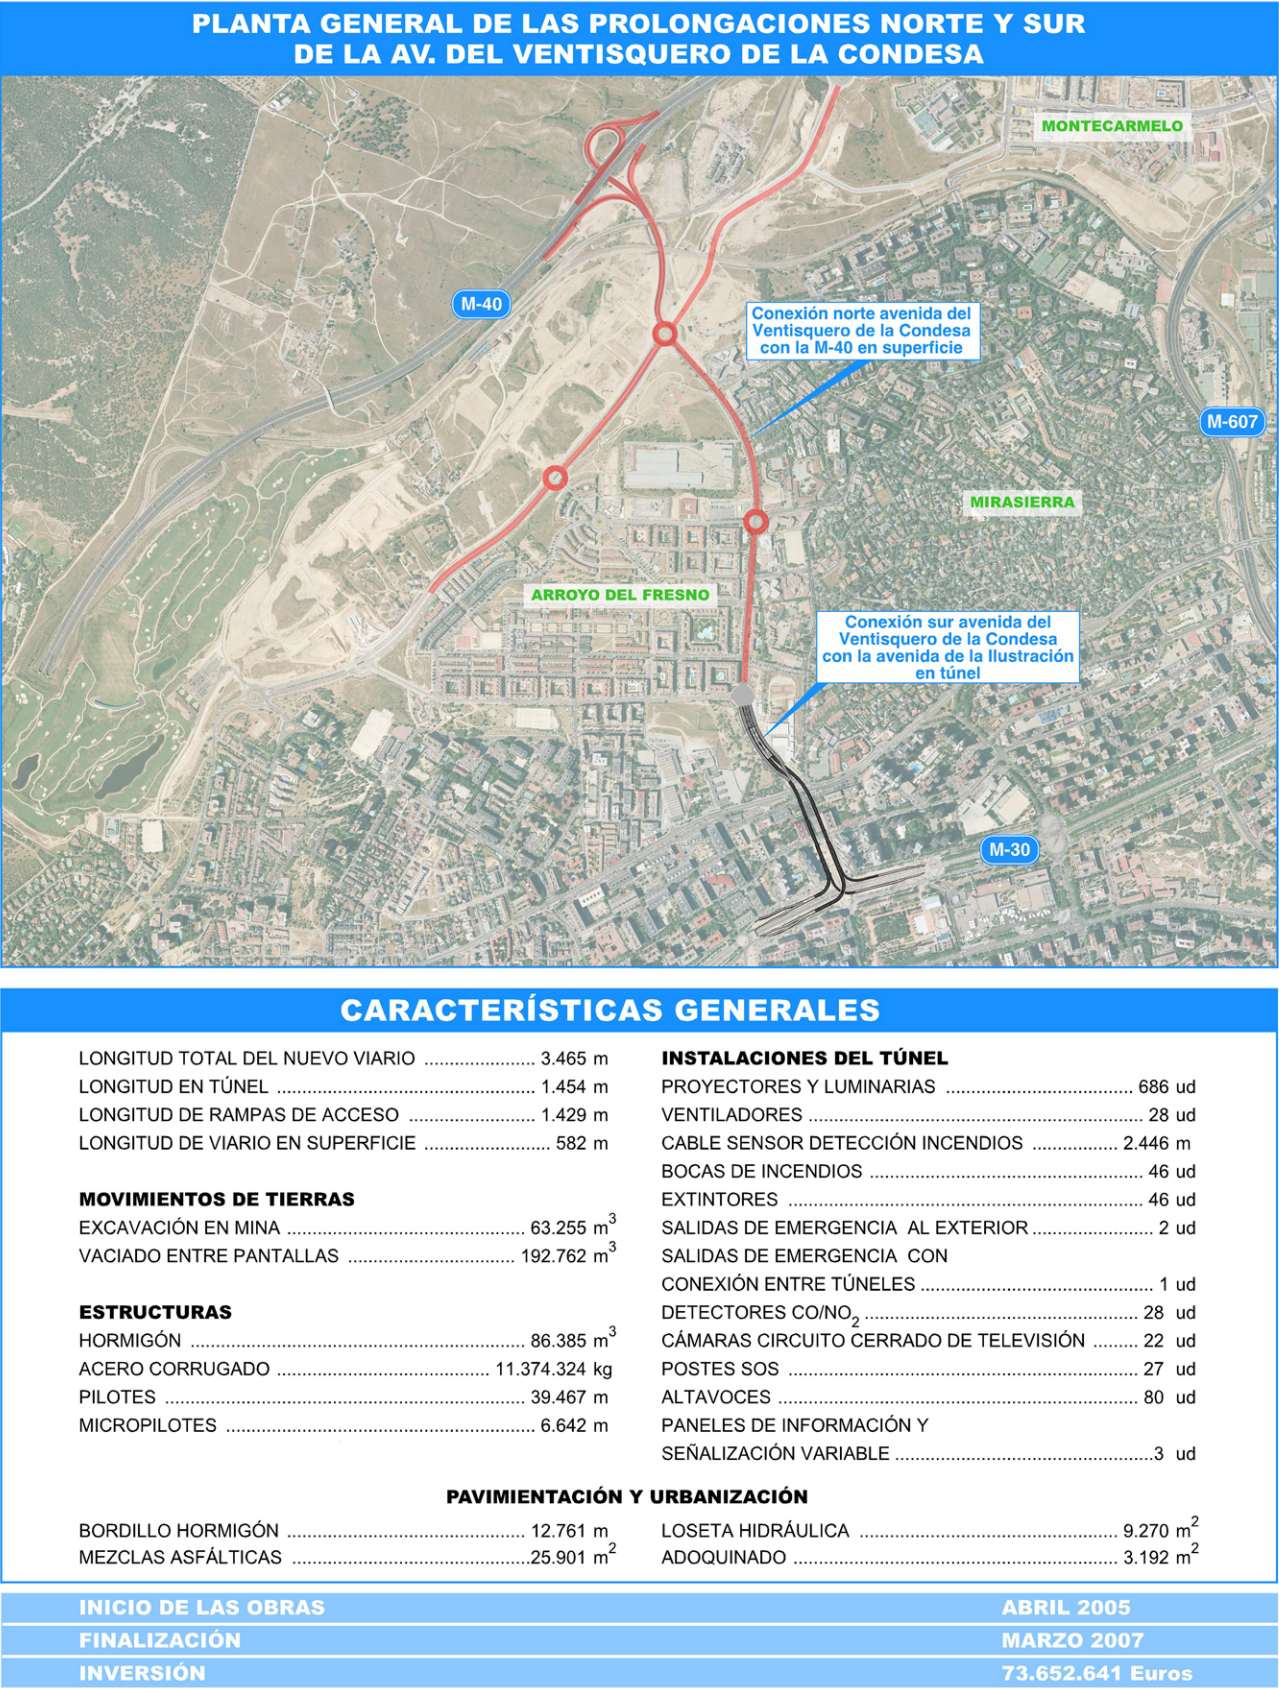 PLANTA GENERAL DE LAS PROLONGACIONES NORTE Y SUR
DE LA AV. DEL VENTISQUERO DE LA CONDESA
MONTECARMELO
M-40
Conexión norte avenida del
Ventisquero de la Condesa
con la M-40 en superficie
M-607
MIRASIERRA
ARROYO DEL FRESNO
Conexión sur avenida del
Ventisquero de la Condesa
con la avenida de la Ilustración
en túnel
M-30
CARACTERÍSTICAS GENERALES
LONGITUD TOTAL DEL NUEVO VIARIO ...................... 3.465 m
LONGITUD EN TÚNEL .................................................. 1.454 m
LONGITUD DE RAMPAS DE ACCESO ......................... 1.429 m
LONGITUD DE VIARIO EN SUPERFICIE ......................... 582 m
MOVIMIENTOS DE TIERRAS
EXCAVACIÓN EN MINA ............................................... 63.255 m³
VACIADO ENTRE PANTALLAS ................................. 192.762 m³
ESTRUCTURAS
HORMIGÓN ................................................................. 86.385 m³
ACERO CORRUGADO .......................................... 11.374.324 kg
PILOTES ...................................................................... 39.467 m
MICROPILOTES ............................................................ 6.642 m
INSTALACIONES DEL TÚNEL
PROYECTORES Y LUMINARIAS ..................................... 686 ud
VENTILADORES ................................................................. 28 ud
CABLE SENSOR DETECCIÓN INCENDIOS ................. 2.446 m
BOCAS DE INCENDIOS ..................................................... 46 ud
EXTINTORES ..................................................................... 46 ud
SALIDAS DE EMERGENCIA AL EXTERIOR ........................ 2 ud
SALIDAS DE EMERGENCIA CON
CONEXIÓN ENTRE TÚNELES ............................................. 1 ud
DETECTORES CO/NO₂ ..................................................... 28 ud
CÁMARAS CIRCUITO CERRADO DE TELEVISIÓN ......... 22 ud
POSTES SOS .................................................................... 27 ud
ALTAVOCES ...................................................................... 80 ud
PANELES DE INFORMACIÓN Y
SEÑALIZACIÓN VARIABLE ..................................................3 ud
PAVIMIENTACIÓN Y URBANIZACIÓN
BORDILLO HORMIGÓN .............................................. 12.761 m
MEZCLAS ASFÁLTICAS ...............................................25.901 m²
LOSETA HIDRÁULICA .................................................. 9.270 m²
ADOQUINADO ............................................................... 3.192 m²
INICIO DE LAS OBRAS ABRIL 2005
FINALIZACIÓN MARZO 2007
INVERSIÓN 73.652.641 Euros